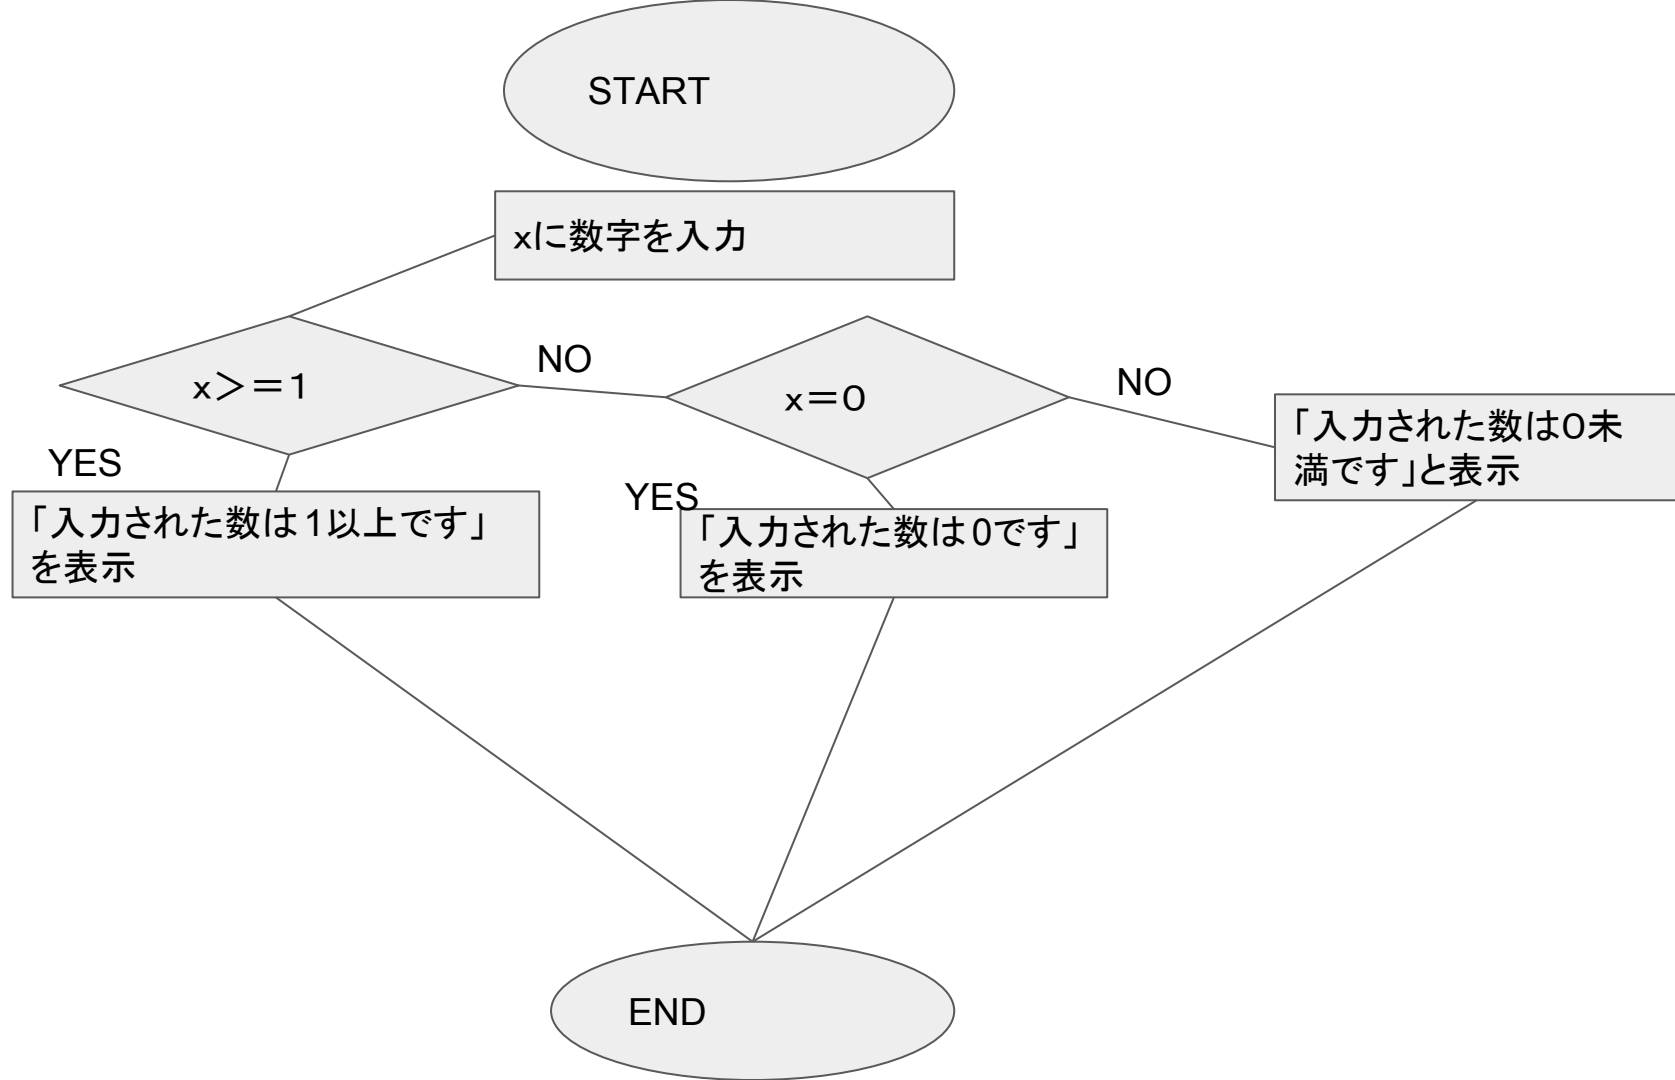 START
xに数字を入力
x＞＝1
NO
x＝0
NO
「入力された数は0未
満です」と表示
YES
「入力された数は1以上です」
を表示
YES
「入力された数は0です」
を表示
END